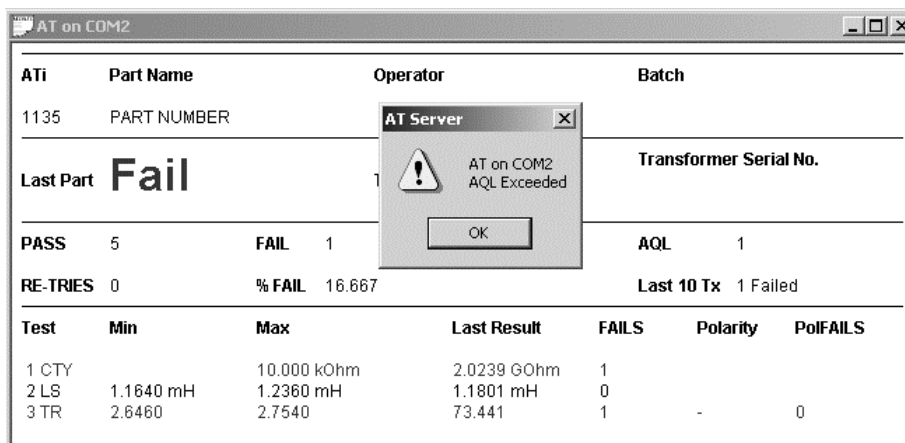 AT on COM2
ATi Part Name Operator Batch
1135 PART NUMBER
AT Server
AT on COM2
AQL Exceeded
OK
Last Part Fail Transformer Serial No.
PASS 5 FAIL 1 AQL 1
RE-TRIES 0 % FAIL 16.667 Last 10 Tx 1 Failed
Test Min Max Last Result FAILS Polarity PolFAILS
1 CTY 10.000 kOhm 2.0239 GOhm 1
2 LS 1.1640 mH 1.2360 mH 1.1801 mH 0
3 TR 2.6460 2.7540 73.441 1 - 0